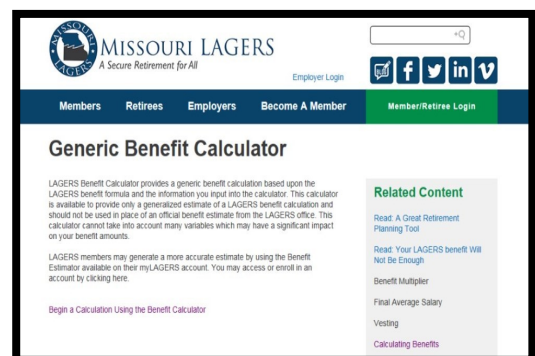 MISSOURI
LAGERS
MISSOURI LAGERS
A Secure Retirement for All
Employer Login
+Q
BLOG
Members Retirees Employers Become A Member Member/Retiree Login
Generic Benefit Calculator
LAGERS Benefit Calculator provides a generic benefit calculation based upon the
LAGERS benefit formula and the information you input into the calculator. This calculator
is available to provide only a generalized estimate of a LAGERS benefit calculation and
should not be used in place of an official benefit estimate from the LAGERS office. This
calculator cannot take into account many variables which may have a significant impact
on your benefit amounts.
LAGERS members may generate a more accurate estimate by using the Benefit
Estimator available on their myLAGERS account. You may access or enroll in an
account by clicking here.
Begin a Calculation Using the Benefit Calculator
Related Content
Read: A Great Retirement
Planning Tool
Read: Your LAGERS benefit Will
Not Be Enough
Benefit Multiplier
Final Average Salary
Vesting
Calculating Benefits